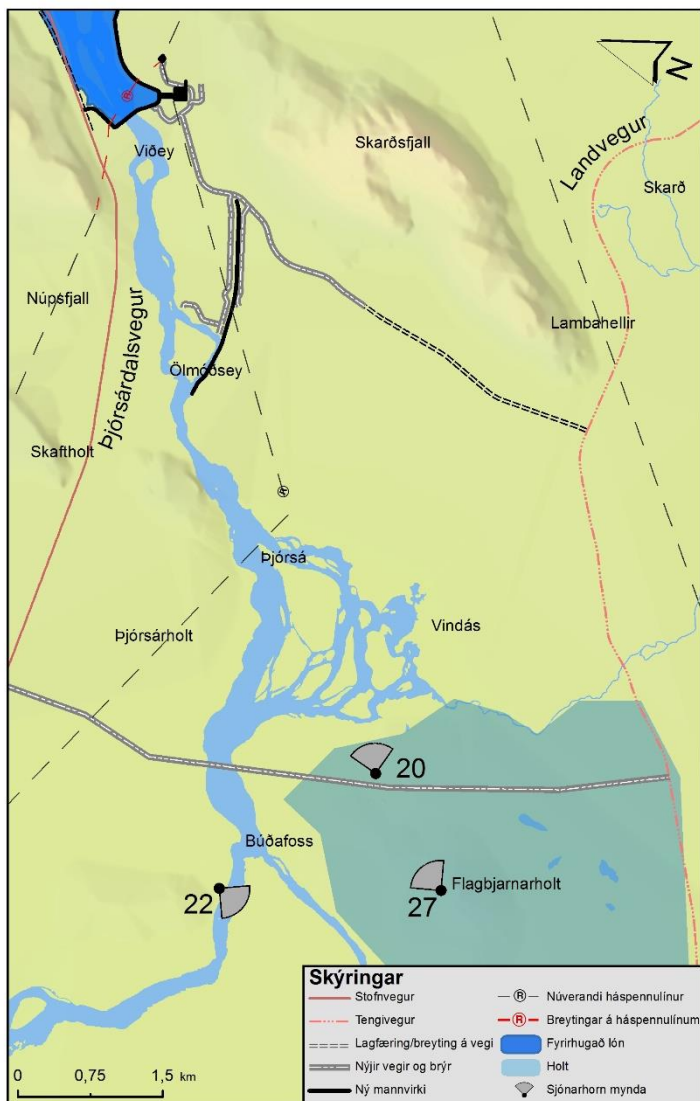 Viðey
Skarðsfjall
Landvegur
N
Skarð
Núpsfjall
Þjórsárdalsvegur
Lambahellir
Ölmóðsey
Skaftholt
R
R
Þjórsá
Þjórsárholt
Vindás
20
Búðafoss
22
27
Flagbjarnarholt
0 0,75 1,5 km
Skýringar
Stofnvegur
Tengivegur
Lagfæring/breyting á vegi
Nýjir vegir og brýr
Ný mannvirki
R Núverandi háspennulínur
R Breytingar á háspennulínum
Fyrirhugað lón
Holt
Sjónarhorn mynda